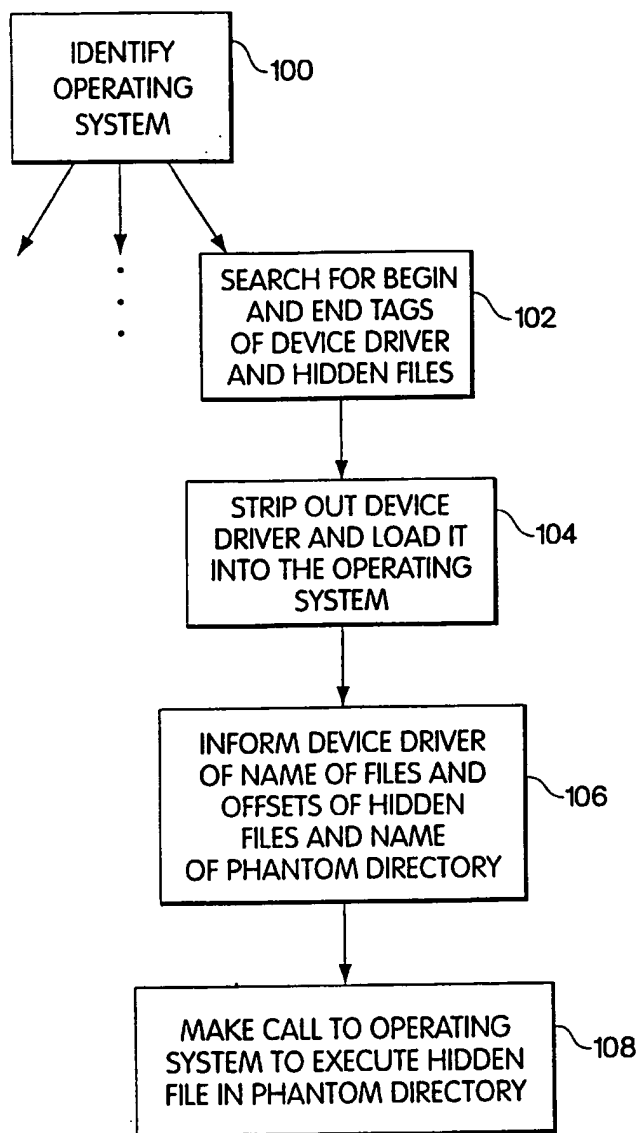 IDENTIFY
OPERATING
SYSTEM
100
SEARCH FOR BEGIN
AND END TAGS
OF DEVICE DRIVER
AND HIDDEN FILES
102
STRIP OUT DEVICE
DRIVER AND LOAD IT
INTO THE OPERATING
SYSTEM
104
INFORM DEVICE DRIVER
OF NAME OF FILES AND
OFFSETS OF HIDDEN
FILES AND NAME
OF PHANTOM DIRECTORY
106
MAKE CALL TO OPERATING
SYSTEM TO EXECUTE HIDDEN
FILE IN PHANTOM DIRECTORY
108